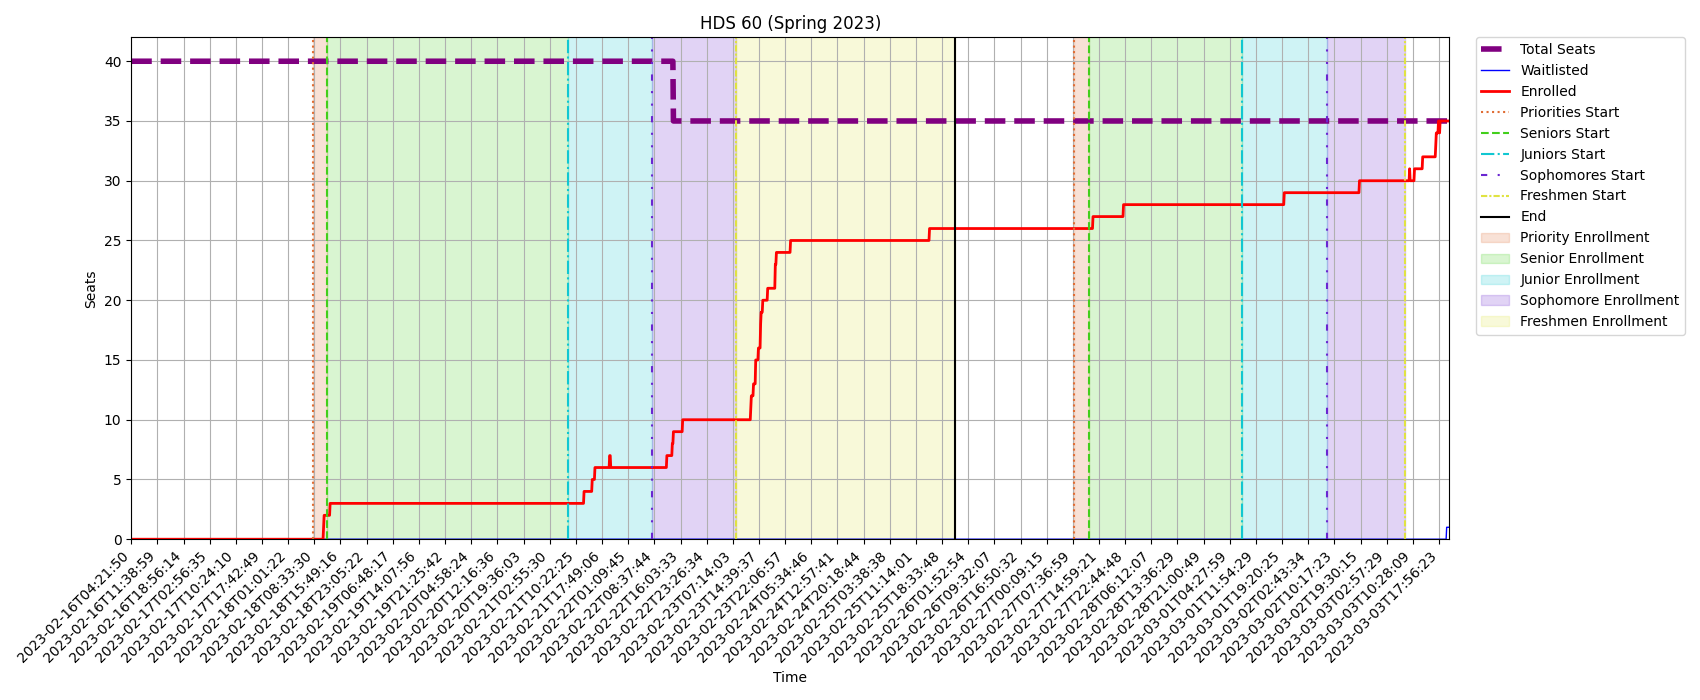 HDS 60 (Spring 2023)
Seats
40
35
30
25
20
15
10
5
0
2023-02-16T04:21:50
2023-02-16T11:38:59
2023-02-16T18:56:14
2023-02-17T02:56:35
2023-02-17T10:24:10
2023-02-17T17:42:49
2023-02-18T01:01:22
2023-02-18T08:33:30
2023-02-18T15:49:16
2023-02-18T23:05:22
2023-02-19T06:48:17
2023-02-19T14:07:56
2023-02-19T21:25:42
2023-02-20T04:58:24
2023-02-20T12:16:36
2023-02-20T19:36:03
2023-02-21T02:55:30
2023-02-21T10:22:25
2023-02-21T17:49:06
2023-02-22T01:09:45
2023-02-22T08:37:44
2023-02-22T16:03:33
2023-02-22T23:26:34
2023-02-23T07:14:03
2023-02-23T14:39:37
2023-02-23T22:06:57
2023-02-24T05:34:46
2023-02-24T12:57:41
2023-02-24T20:18:44
2023-02-25T03:38:38
2023-02-25T11:14:01
2023-02-25T18:33:48
2023-02-26T01:52:54
2023-02-26T09:32:07
2023-02-26T16:50:32
2023-02-27T00:09:15
2023-02-27T07:36:59
2023-02-27T14:59:21
2023-02-27T22:44:48
2023-02-28T06:12:07
2023-02-28T13:36:29
2023-02-28T21:00:49
2023-03-01T04:27:59
2023-03-01T11:54:29
2023-03-01T19:20:25
2023-03-02T02:43:34
2023-03-02T10:17:23
2023-03-02T19:30:15
2023-03-03T02:57:29
2023-03-03T10:28:09
2023-03-03T17:56:23
Time
Total Seats
Waitlisted
Enrolled
Priorities Start
Seniors Start
Juniors Start
Sophomores Start
Freshmen Start
End
Priority Enrollment
Senior Enrollment
Junior Enrollment
Sophomore Enrollment
Freshmen Enrollment